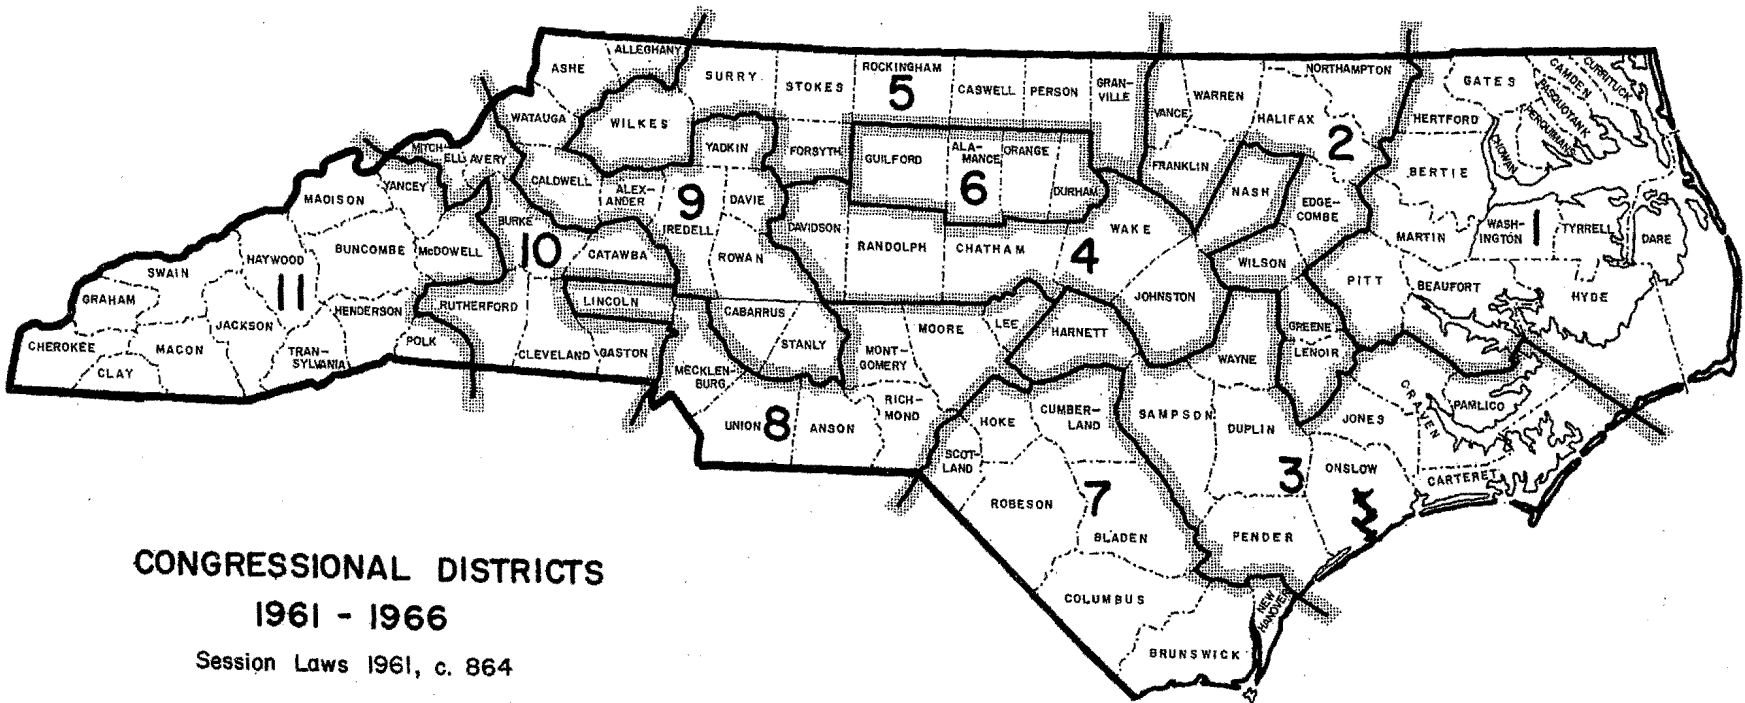 ALLEGHANY
ASHE
SURRY
STOKES
ROCKINGHAM
5
CASWELL
PERSON
GRAN-
VILLE
VANCE
WARREN
NORTHAMPTON
HALIFAX
2
GATES
CAMDEN
CURRITUCK
PASQUOTANK
PERQUIMANS
CHOWAN
HERTFORD
BERTIE
WATAUGA
WILKES
YADKIN
FORSYTH
GUILFORD
ALA-
MANCE
ORANGE
DURHAM
6
FRANKLIN
NASH
EDGE-
COMBE
MARTIN
WASH-
INGTON
1
TYRRELL
DARE
MITCH-
ELL
AVERY
CALDWELL
ALEX-
ANDER
9
IREDELL
DAVIE
DAVIDSON
RANDOLPH
CHATHAM
4
WAKE
WILSON
PITT
BEAUFORT
HYDE
MADISON
YANCEY
BUNCOMBE
McDOWELL
BURKE
10
CATAWBA
ROWAN
JOHNSTON
GREENE
LENOIR
SWAIN
HAYWOOD
11
GRAHAM
JACKSON
HENDERSON
RUTHERFORD
LINCOLN
CABARRUS
STANLY
MOORE
LEE
HARNETT
WAYNE
CHEROKEE
MACON
CLAY
TRAN-
SYLVANIA
POLK
CLEVELAND
GASTON
MECKLEN-
BURG
MONT-
GOMERY
UNION
8
ANSON
RICH-
MOND
HOKE
CUMBER-
LAND
SAMPSON
DUPLIN
JONES
CRAVEN
PAMLICO
SCOT-
LAND
ROBESON
7
BLADEN
3
ONSLOW
CARTERET
PENDER
COLUMBUS
NEW
HANOVER
BRUNSWICK
CONGRESSIONAL DISTRICTS
1961 - 1966
Session Laws 1961, c. 864